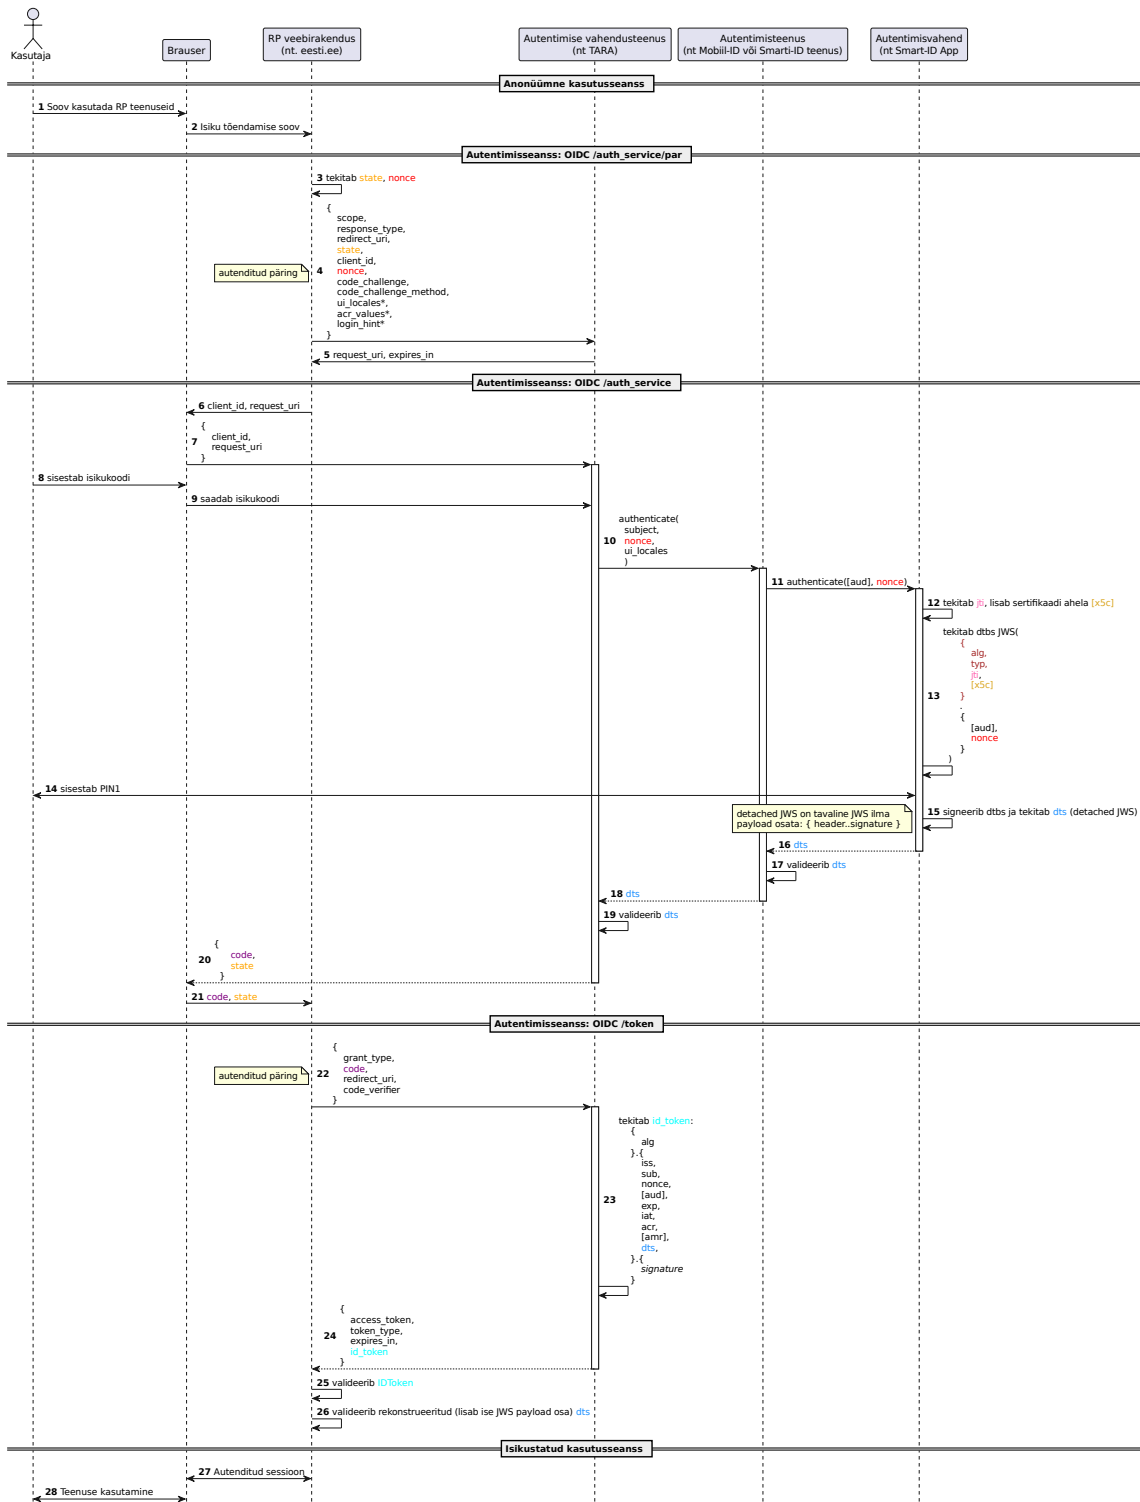 Kasutaja
Brauser
RP veebirakendus
(nt. eesti.ee)
Autentimise vahendusteenus
(nt TARA)
Autentimisteenus
(nt Mobiil-ID või Smarti-ID teenus)
Autentimisvahend
(nt Smart-ID App
Anonüümne kasutusseanss
1 Soov kasutada RP teenuseid
2 Isiku tõendamise soov
Autentimisseanss: OIDC /auth_service/par
3 tekitab state, nonce
autenditud päring
4
{
scope,
response_type,
redirect_uri,
state,
client_id,
nonce,
code_challenge,
code_challenge_method,
ui_locales*,
acr_values*,
login_hint*
}
5 request_uri, expires_in
Autentimisseanss: OIDC /auth_service
6 client_id, request_uri
7
{
client_id,
request_uri
}
8 sisestab isikukoodi
9 saadab isikukoodi
10
authenticate(
subject,
nonce,
ui_locales
)
11 authenticate([aud], nonce)
12 tekitab jti, lisab sertifikaadi ahela [x5c]
13
tekitab dtbs JWS(
{
alg,
typ,
jti,
[x5c]
}
.
{
[aud],
nonce
}
)
14 sisestab PIN1
detached JWS on tavaline JWS ilma
payload osata: { header..signature }
15 signeerib dtbs ja tekitab dts (detached JWS)
16 dts
17 valideerib dts
18 dts
19 valideerib dts
20
{
code,
state
}
21 code, state
Autentimisseanss: OIDC /token
autenditud päring
22
{
grant_type,
code,
redirect_uri,
code_verifier
}
23
tekitab id_token:
{
alg
}.{
iss,
sub,
nonce,
[aud],
exp,
iat,
acr,
[amr],
dts,
}.{
signature
}
24
{
access_token,
token_type,
expires_in,
id_token
}
25 valideerib IDToken
26 valideerib rekonstrueeritud (lisab ise JWS payload osa) dts
Isikustatud kasutusseanss
27 Autenditud sessioon
28 Teenuse kasutamine